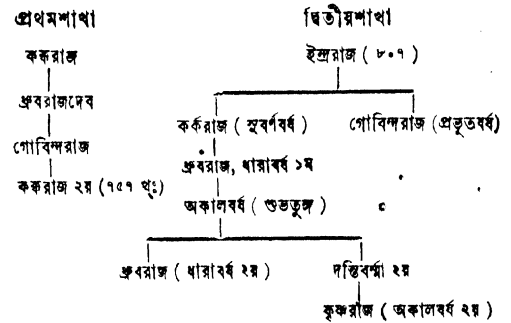 প্রথমশাখা
কক্করাজ
ধ্রুবরাজদেব
গোবিন্দরাজ
কক্করাজ ২য় (৭৫৭ খৃঃ)
দ্বিতীয়শাখা
ইন্দ্ররাজ (৮০৭)
কর্করাজ (সুবর্ণবর্ষ)
গোবিন্দরাজ (প্রভূতবর্ষ)
ধ্রুবরাজ, ধারাবর্ষ ১ম
অকালবর্ষ (শুভতুঙ্গ)
ধ্রুবরাজ (ধারাবর্ষ ২য়)
দন্তিবর্ম্মা ২য়
কৃষ্ণরাজ (অকালবর্ষ ২য়)